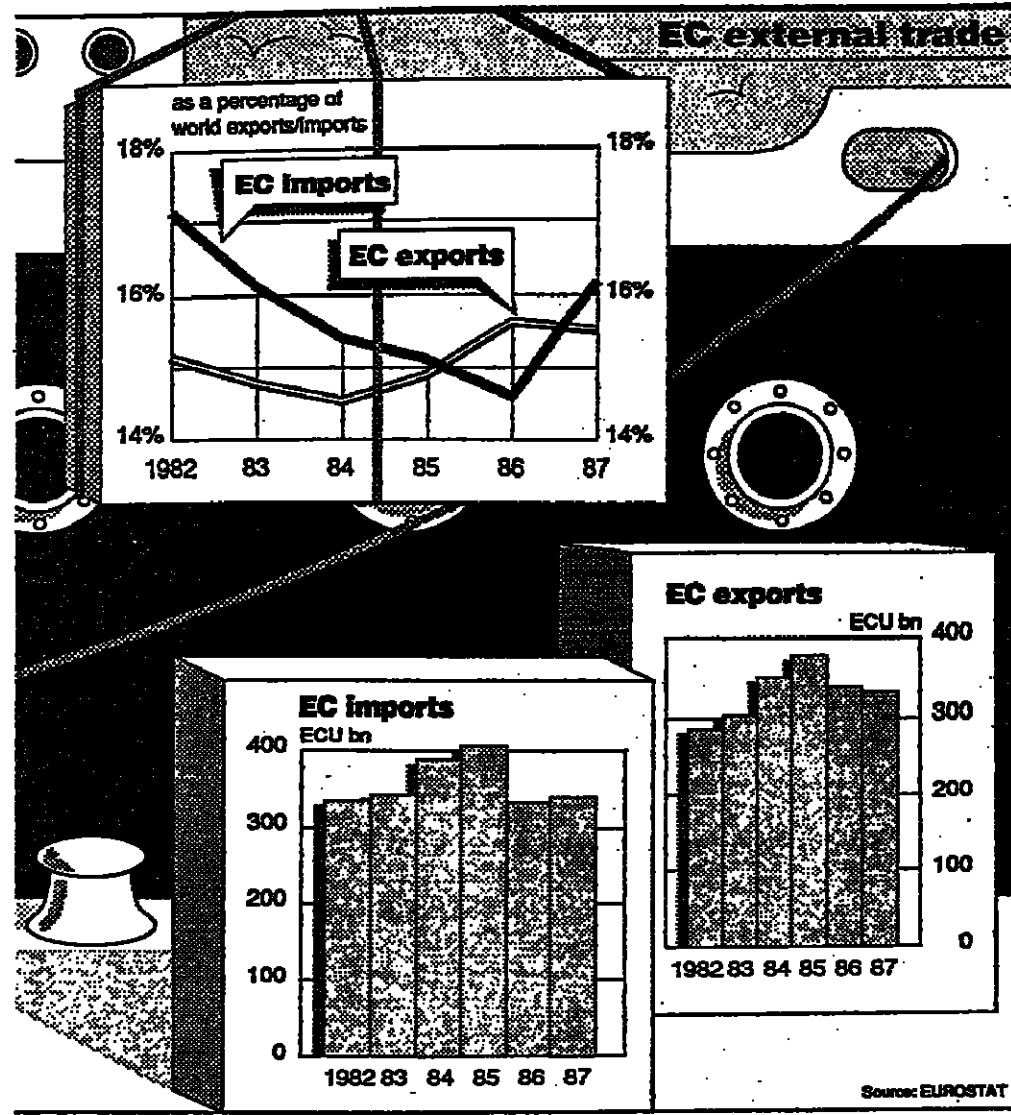 EC external trade
as a percentage of
world exports/imports
18%
18%
EC imports
EC exports
16%
16%
14%
14%
1982 83 84 85 86 87
EC exports
ECU bn
400
300
200
100
0
1982 83 84 85 86 87
EC imports
ECU bn
400
300
200
100
0
1982 83 84 85 86 87
Source: EUROSTAT